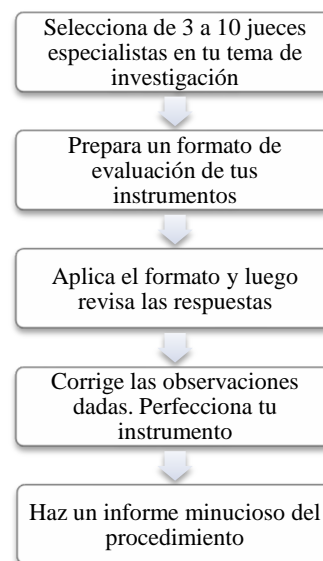 Selecciona de 3 a 10 jueces
especialistas en tu tema de
investigación
Prepara un formato de
evaluación de tus
instrumentos
Aplica el formato y luego
revisa las respuestas
Corrige las observaciones
dadas. Perfecciona tu
instrumento
Haz un informe minucioso del
procedimiento